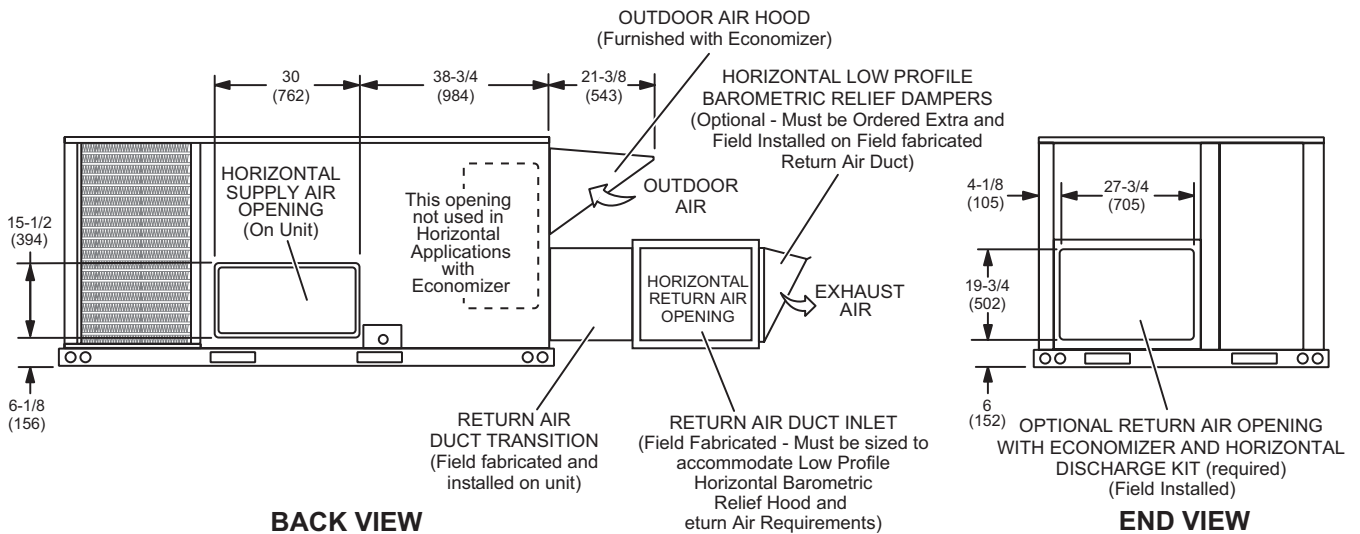 OUTDOOR AIR HOOD
(Furnished with Economizer)
30
(762)
38-3/4
(984)
21-3/8
(543)
HORIZONTAL LOW PROFILE
BAROMETRIC RELIEF DAMPERS
(Optional - Must be Ordered Extra and
Field Installed on Field fabricated
Return Air Duct)
HORIZONTAL
SUPPLY AIR
OPENING
(On Unit)
This opening
not used in
Horizontal
Applications
with
Economizer
OUTDOOR
AIR
15-1/2
(394)
HORIZONTAL
RETURN AIR
OPENING
EXHAUST
AIR
6-1/8
(156)
RETURN AIR
DUCT TRANSITION
(Field fabricated and
installed on unit)
RETURN AIR DUCT INLET
(Field Fabricated - Must be sized to
accommodate Low Profile
Horizontal Barometric
Relief Hood and
eturn Air Requirements)
BACK VIEW
4-1/8
(105)
27-3/4
(705)
19-3/4
(502)
6
(152)
OPTIONAL RETURN AIR OPENING
WITH ECONOMIZER AND HORIZONTAL
DISCHARGE KIT (required)
(Field Installed)
END VIEW